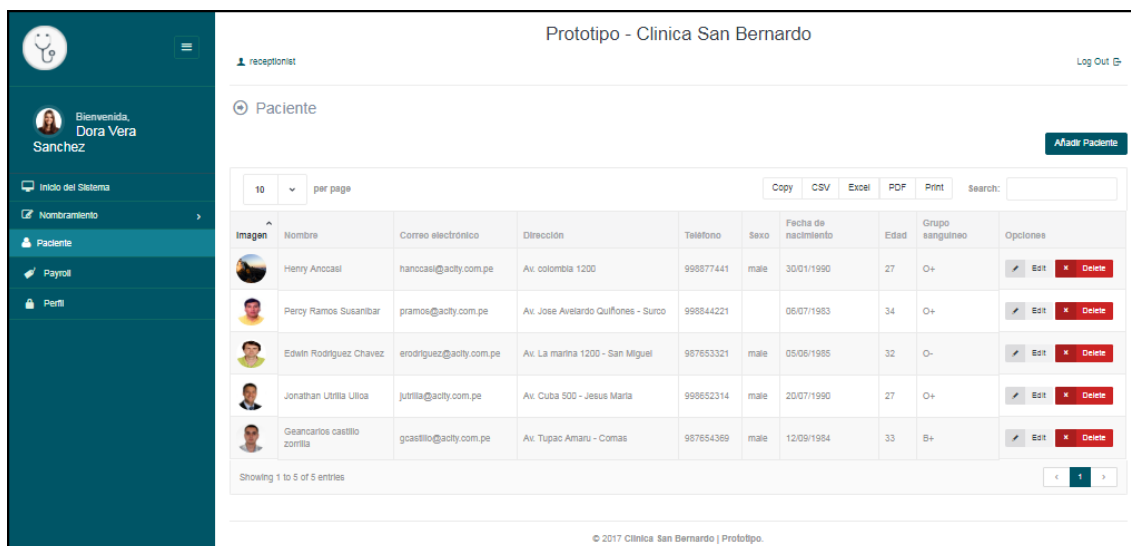 Prototipo - Clinica San Bernardo
receptionist
Log Out
Bienvenida,
Dora Vera
Sanchez
Inicio del Sistema
Nombramiento
Paciente
Payroll
Perfil
Paciente
Añadir Paciente
10 per page
Copy CSV Excel PDF Print Search:
Imagen Nombre Correo electrónico Dirección Teléfono Sexo Fecha de nacimiento Edad Grupo sanguineo Opciones
Henry Anccasi hanccasi@acity.com.pe Av. colombia 1200 998877441 male 30/01/1990 27 O+ Edit Delete
Percy Ramos Susanibar pramos@acity.com.pe Av. Jose Avelardo Quiñones - Surco 998844221 06/07/1983 34 O+ Edit Delete
Edwin Rodriguez Chavez erodriguez@acity.com.pe Av. La marina 1200 - San Miguel 987653321 male 05/06/1985 32 O- Edit Delete
Jonathan Utrilla Ulloa jutrilla@acity.com.pe Av. Cuba 500 - Jesus Maria 998652314 male 20/07/1990 27 O+ Edit Delete
Geancarlos castillo zorrilla gcastillo@acity.com.pe Av. Tupac Amaru - Comas 987654369 male 12/09/1984 33 B+ Edit Delete
Showing 1 to 5 of 5 entries
1
© 2017 Clinica San Bernardo | Prototipo.